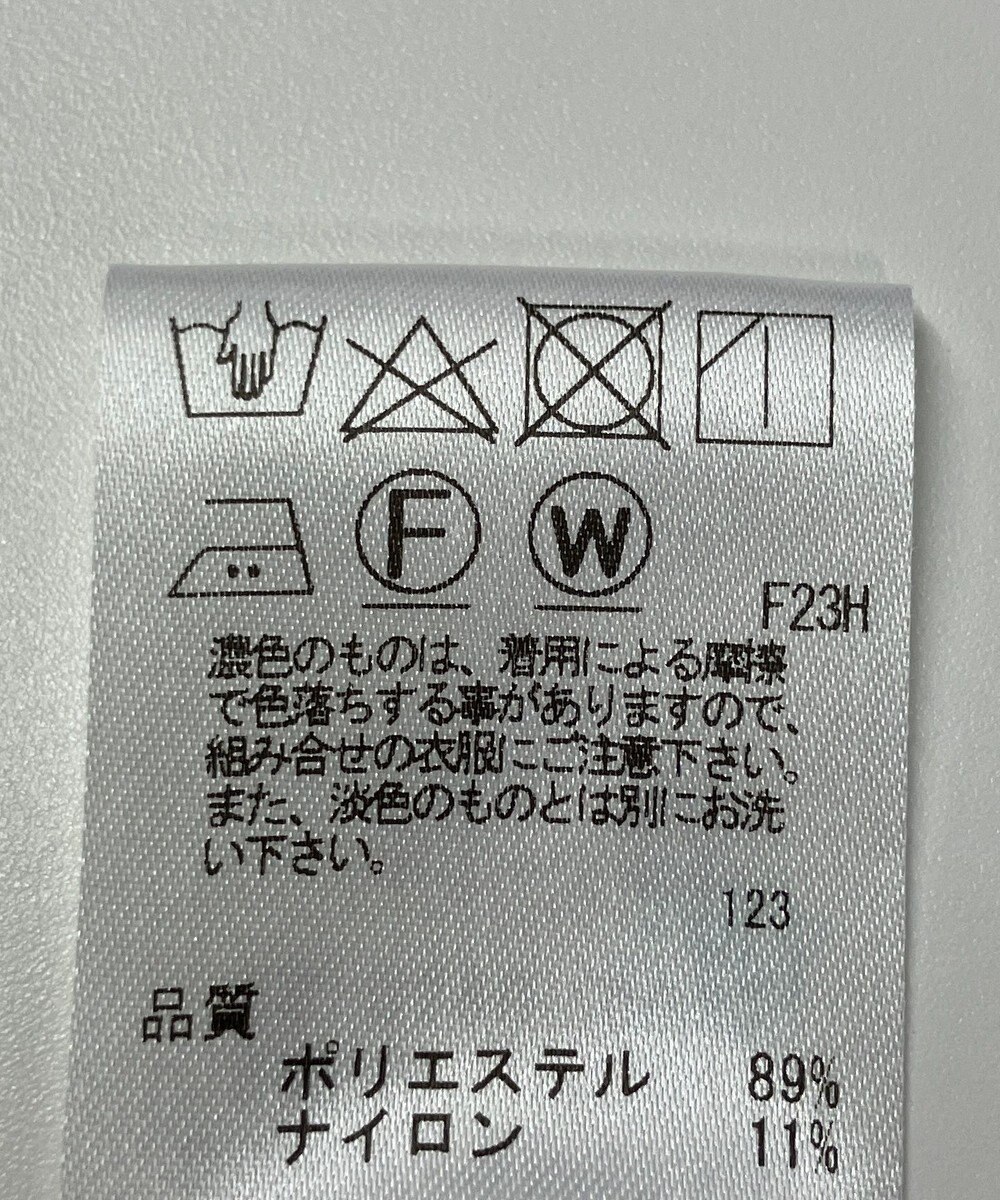 F
W
F23H
濃色のものは、着用による摩擦
で色落ちする事がありますので、
組み合せの衣服にご注意下さい。
また、淡色のものとは別にお洗
い下さい。
123
品質
ポリエステル 89%
ナイロン 11%